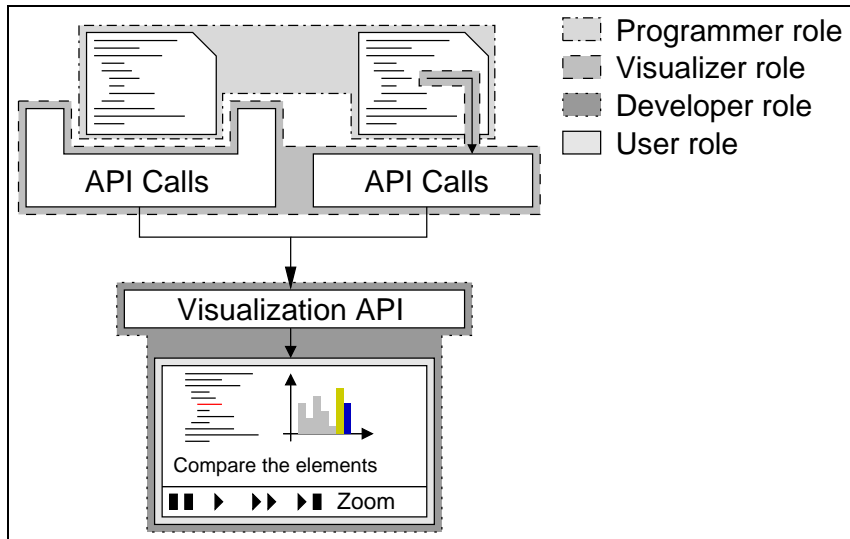 Programmer role
Visualizer role
Developer role
User role
API Calls
API Calls
Visualization API
Compare the elements
Zoom